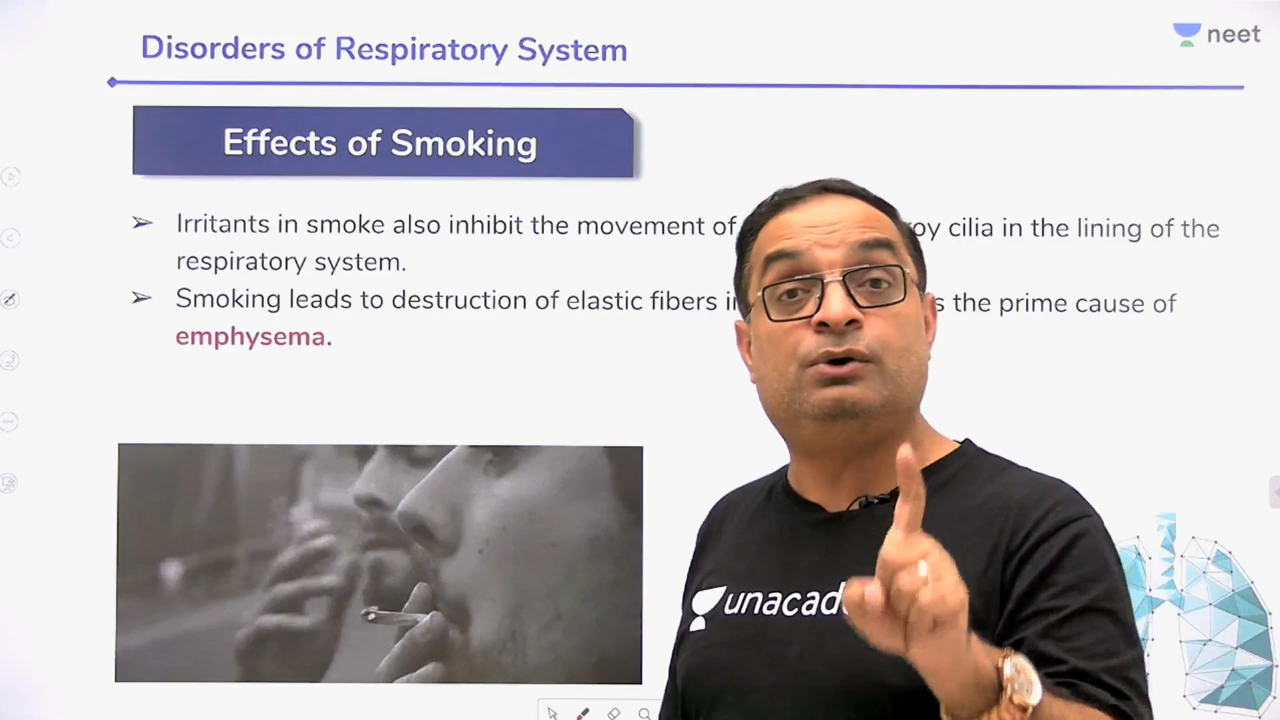 Disorders of Respiratory System
neet
Effects of Smoking
➢ Irritants in smoke also inhibit the movement of cilia in the lining of the
respiratory system.
➢ Smoking leads to destruction of elastic fibers the prime cause of
emphysema.
unacad